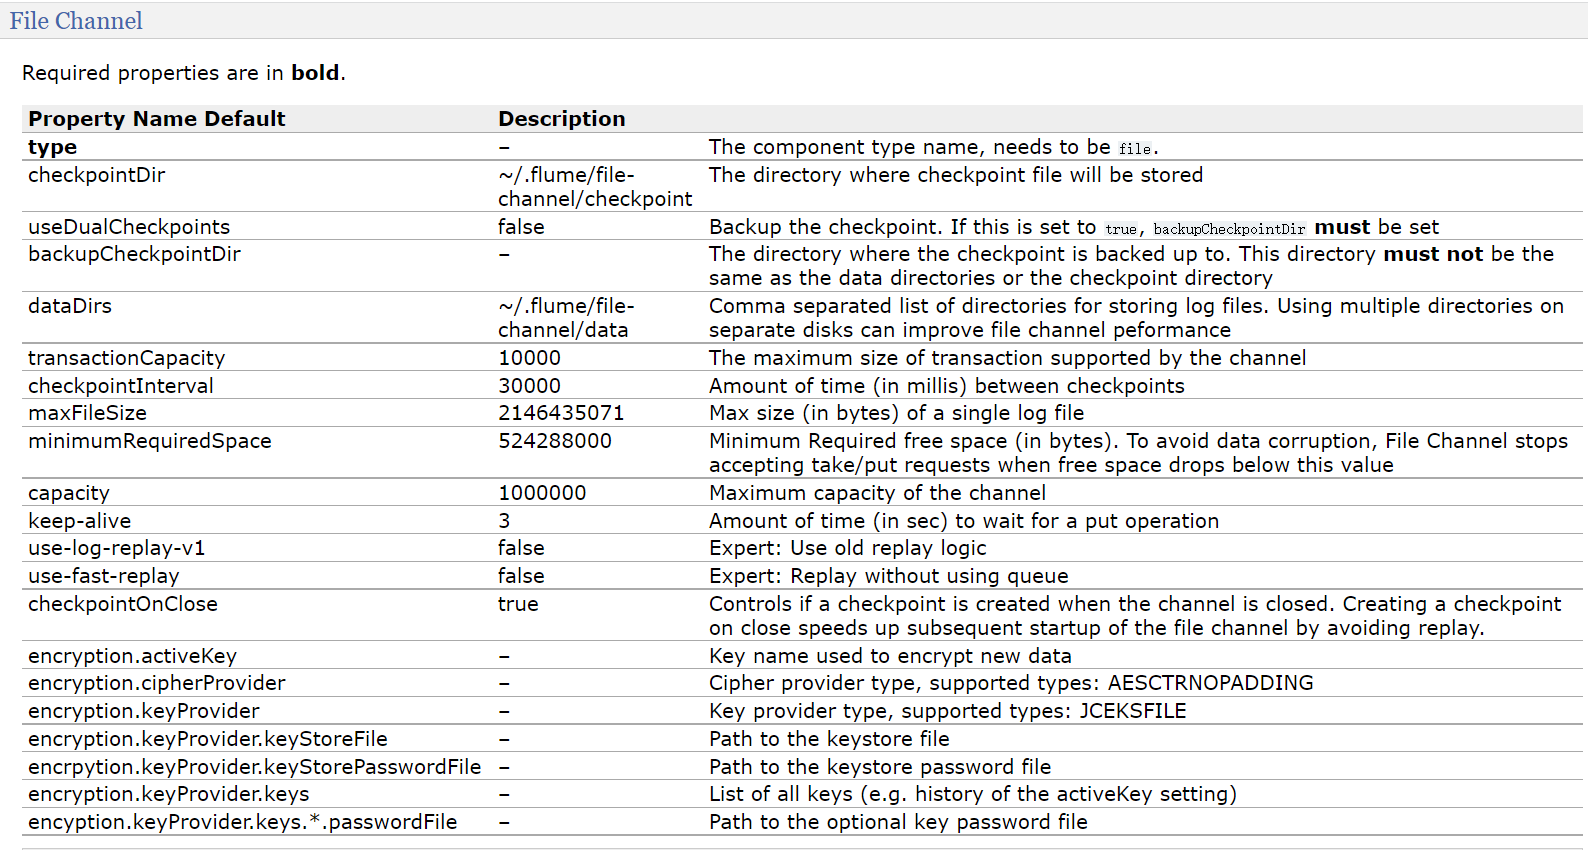 File Channel
Required properties are in bold.
Property Name Default Description
type – The component type name, needs to be file.
checkpointDir ~/.flume/file- The directory where checkpoint file will be stored
channel/checkpoint
useDualCheckpoints false Backup the checkpoint. If this is set to true, backupCheckpointDir must be set
backupCheckpointDir – The directory where the checkpoint is backed up to. This directory must not be the
same as the data directories or the checkpoint directory
dataDirs ~/.flume/file- Comma separated list of directories for storing log files. Using multiple directories on
channel/data separate disks can improve file channel peformance
transactionCapacity 10000 The maximum size of transaction supported by the channel
checkpointInterval 30000 Amount of time (in millis) between checkpoints
maxFileSize 2146435071 Max size (in bytes) of a single log file
minimumRequiredSpace 524288000 Minimum Required free space (in bytes). To avoid data corruption, File Channel stops
accepting take/put requests when free space drops below this value
capacity 1000000 Maximum capacity of the channel
keep-alive 3 Amount of time (in sec) to wait for a put operation
use-log-replay-v1 false Expert: Use old replay logic
use-fast-replay false Expert: Replay without using queue
checkpointOnClose true Controls if a checkpoint is created when the channel is closed. Creating a checkpoint
on close speeds up subsequent startup of the file channel by avoiding replay.
encryption.activeKey – Key name used to encrypt new data
encryption.cipherProvider – Cipher provider type, supported types: AESCTRNOPADDING
encryption.keyProvider – Key provider type, supported types: JCEKSFILE
encryption.keyProvider.keyStoreFile – Path to the keystore file
encrpytion.keyProvider.keyStorePasswordFile – Path to the keystore password file
encryption.keyProvider.keys – List of all keys (e.g. history of the activeKey setting)
encyption.keyProvider.keys.*.passwordFile – Path to the optional key password file